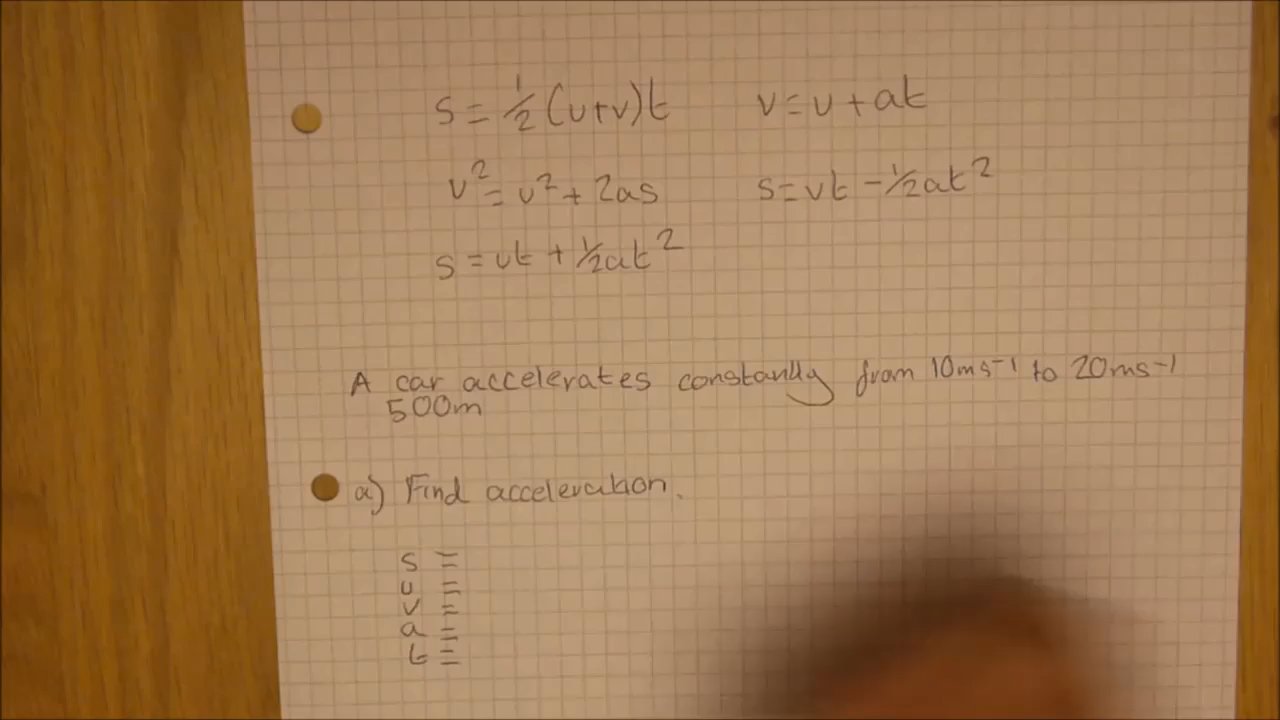 s = ½ (u+v)t v = u + at
v² = u² + 2as s = vt - ½at²
s = ut + ½at²
A car accelerates constantly from 10ms⁻¹ to 20ms⁻¹
500m
a) Find acceleration.
s =
u =
v =
a =
t =